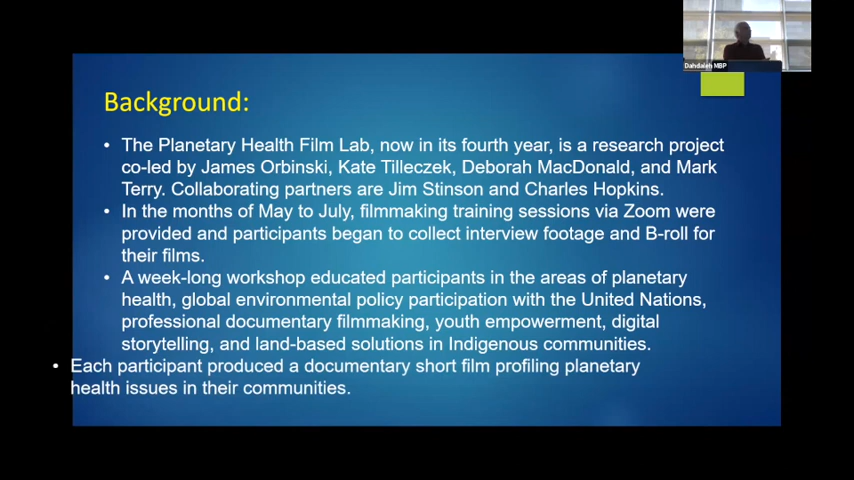 Dahdaleh MBP
Background:
• The Planetary Health Film Lab, now in its fourth year, is a research project
co-led by James Orbinski, Kate Tilleczek, Deborah MacDonald, and Mark
Terry. Collaborating partners are Jim Stinson and Charles Hopkins.
• In the months of May to July, filmmaking training sessions via Zoom were
provided and participants began to collect interview footage and B-roll for
their films.
• A week-long workshop educated participants in the areas of planetary
health, global environmental policy participation with the United Nations,
professional documentary filmmaking, youth empowerment, digital
storytelling, and land-based solutions in Indigenous communities.
• Each participant produced a documentary short film profiling planetary
health issues in their communities.